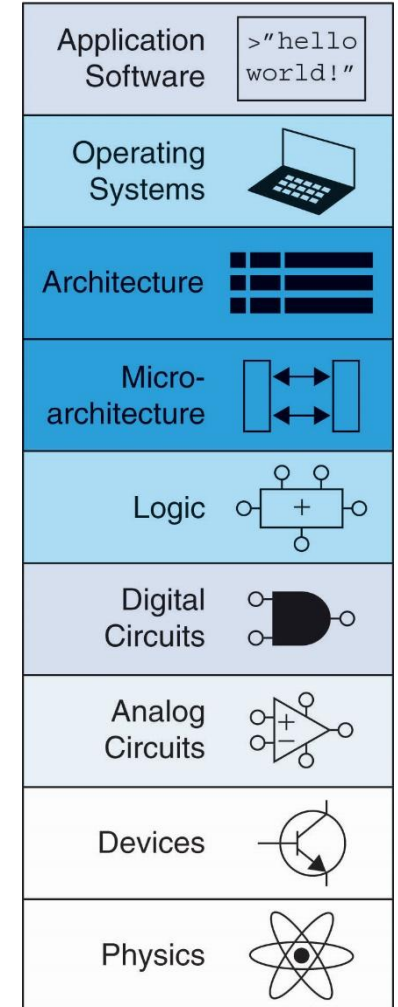 Application
Software
>"hello
world!"
Operating
Systems
Architecture
Micro-
architecture
Logic
+
Digital
Circuits
Analog
Circuits
+
−
Devices
Physics